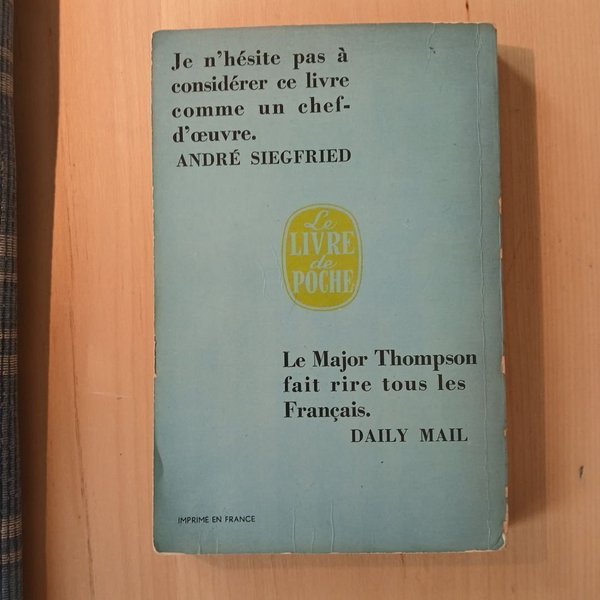 Je n'hésite pas à
considérer ce livre
comme un chef-
d'œuvre.
ANDRÉ SIEGFRIED
Le
LIVRE
de
POCHE
Le Major Thompson
fait rire tous les
Français.
DAILY MAIL
IMPRIME EN FRANCE